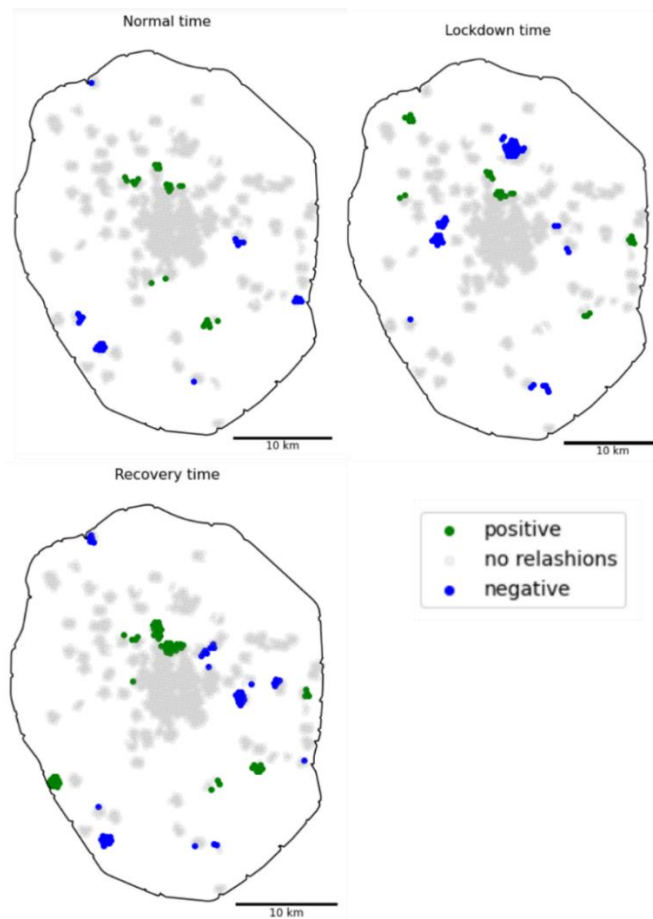 Normal time
Lockdown time
10 km
10 km
Recovery time
positive
no relashions
negative
10 km